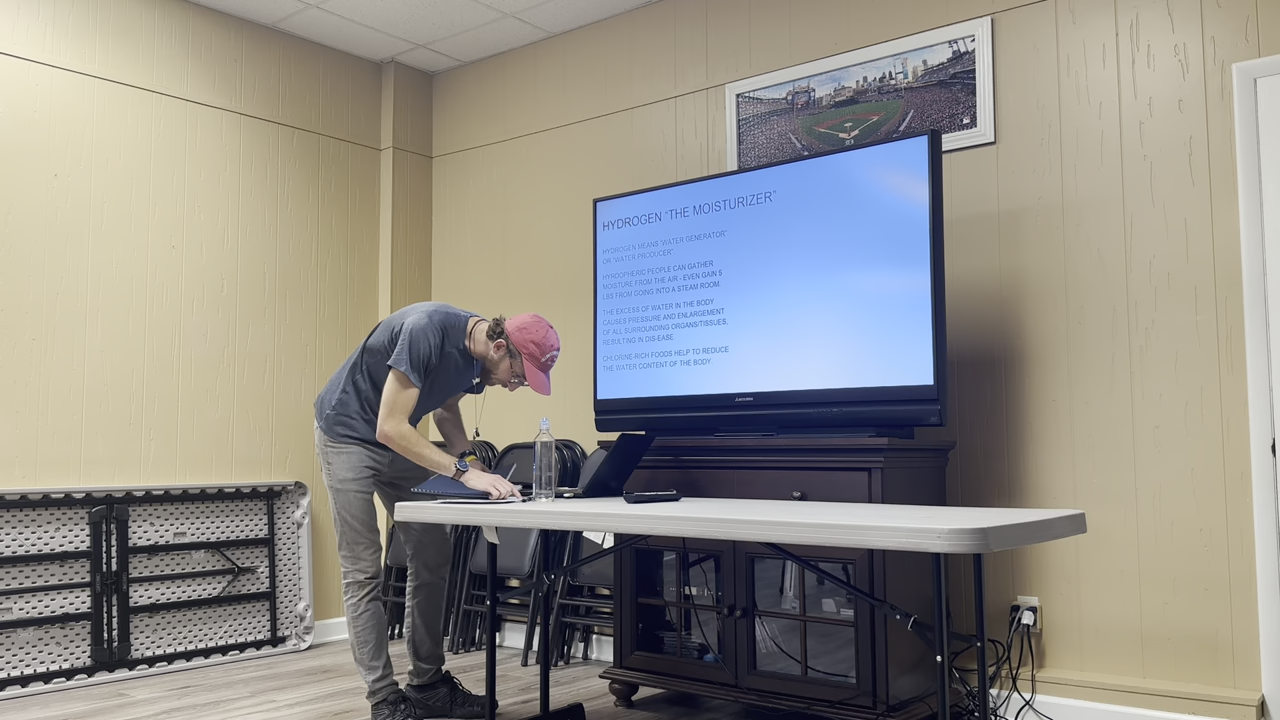 HYDROGEN "THE MOISTURIZER"
HYDROGEN MEANS "WATER GENERATOR"
OR "WATER PRODUCER".
HYRDOPHERIC PEOPLE CAN GATHER
MOISTURE FROM THE AIR - EVEN GAIN 5
LBS FROM GOING INTO A STEAM ROOM
THE EXCESS OF WATER IN THE BODY
CAUSES PRESSURE AND ENLARGEMENT
OF ALL SURROUNDING ORGANS/TISSUES,
RESULTING IN DIS-EASE.
CHLORINE-RICH FOODS HELP TO REDUCE
THE WATER CONTENT OF THE BODY.